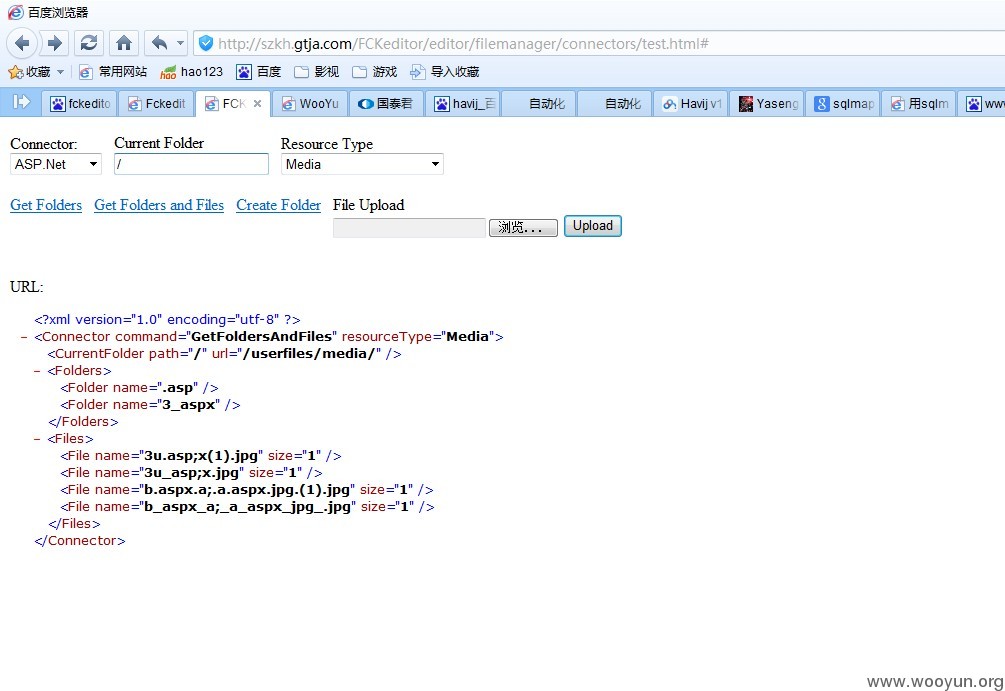 百度浏览器
http://szkh.gtja.com/FCKeditor/editor/filemanager/connectors/test.html#
收藏 常用网站 hao123 百度 影视 游戏 导入收藏
fckedito Fckedit FCK WooYu 国泰君 havij_百 自动化 自动化 Havij v1 Yaseng sqlmap 用sqlm www
Connector: Current Folder Resource Type
ASP.Net / Media
Get Folders Get Folders and Files Create Folder File Upload
浏览... Upload
URL:
<?xml version="1.0" encoding="utf-8" ?>
- <Connector command="GetFoldersAndFiles" resourceType="Media">
<CurrentFolder path="/" url="/userfiles/media/" />
- <Folders>
<Folder name=".asp" />
<Folder name="3_aspx" />
</Folders>
- <Files>
<File name="3u.asp;x(1).jpg" size="1" />
<File name="3u_asp;x.jpg" size="1" />
<File name="b.aspx.a;.a.aspx.jpg.(1).jpg" size="1" />
<File name="b_aspx_a;_a_aspx_jpg_.jpg" size="1" />
</Files>
</Connector>
www.wooyun.org